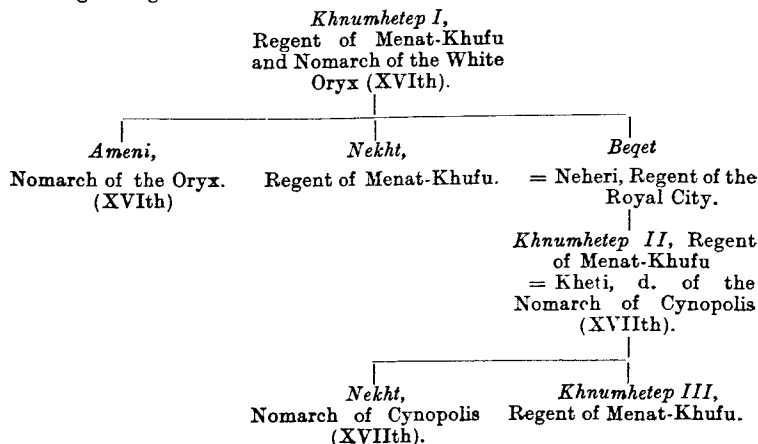 Khnumhetep I,
Regent of Menat-Khufu
and Nomarch of the White
Oryx (XVIth).
Ameni,
Nomarch of the Oryx.
(XVIth)
Nekht,
Regent of Menat-Khufu.
Beqet
= Neheri, Regent of the
Royal City.
Khnumhetep II, Regent
of Menat-Khufu
= Kheti, d. of the
Nomarch of Cynopolis
(XVIIth).
Nekht,
Nomarch of Cynopolis
(XVIIth).
Khnumhetep III,
Regent of Menat-Khufu.